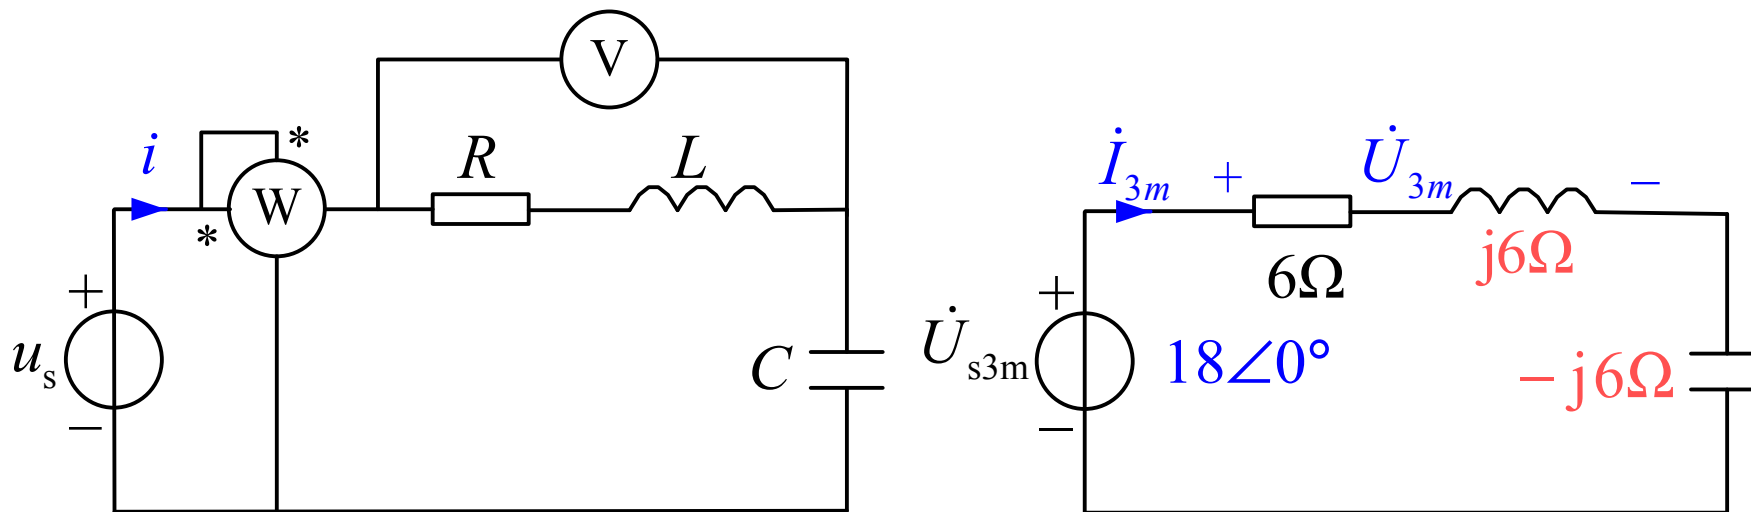 V
i
*
W
*
R
L
+
u_s
−
C
İ_3m
+
U̇_3m
−
6Ω
j6Ω
+
U̇_s3m
18∠0°
−j6Ω
−